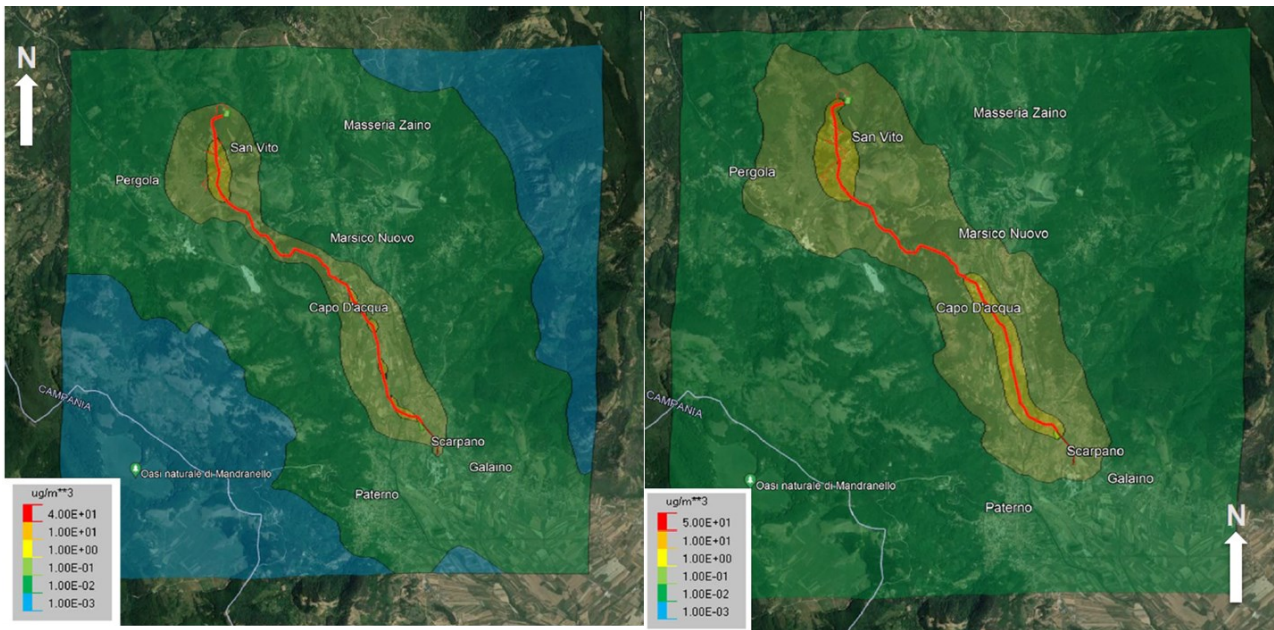 N
Masseria Zaino
San Vito
Pergola
Marsico Nuovo
Capo D'acqua
CAMPANIA
Scarpano
Galaino
Oasi naturale di Mandranello
Paterno
ug/m**3
4.00E+01
1.00E+01
1.00E+00
1.00E-01
1.00E-02
1.00E-03
Masseria Zaino
San Vito
Pergola
Marsico Nuovo
Capo D'acqua
CAMPANIA
Scarpano
Galaino
Oasi naturale di Mandranello
Paterno
N
ug/m**3
5.00E+01
1.00E+01
1.00E+00
1.00E-01
1.00E-02
1.00E-03